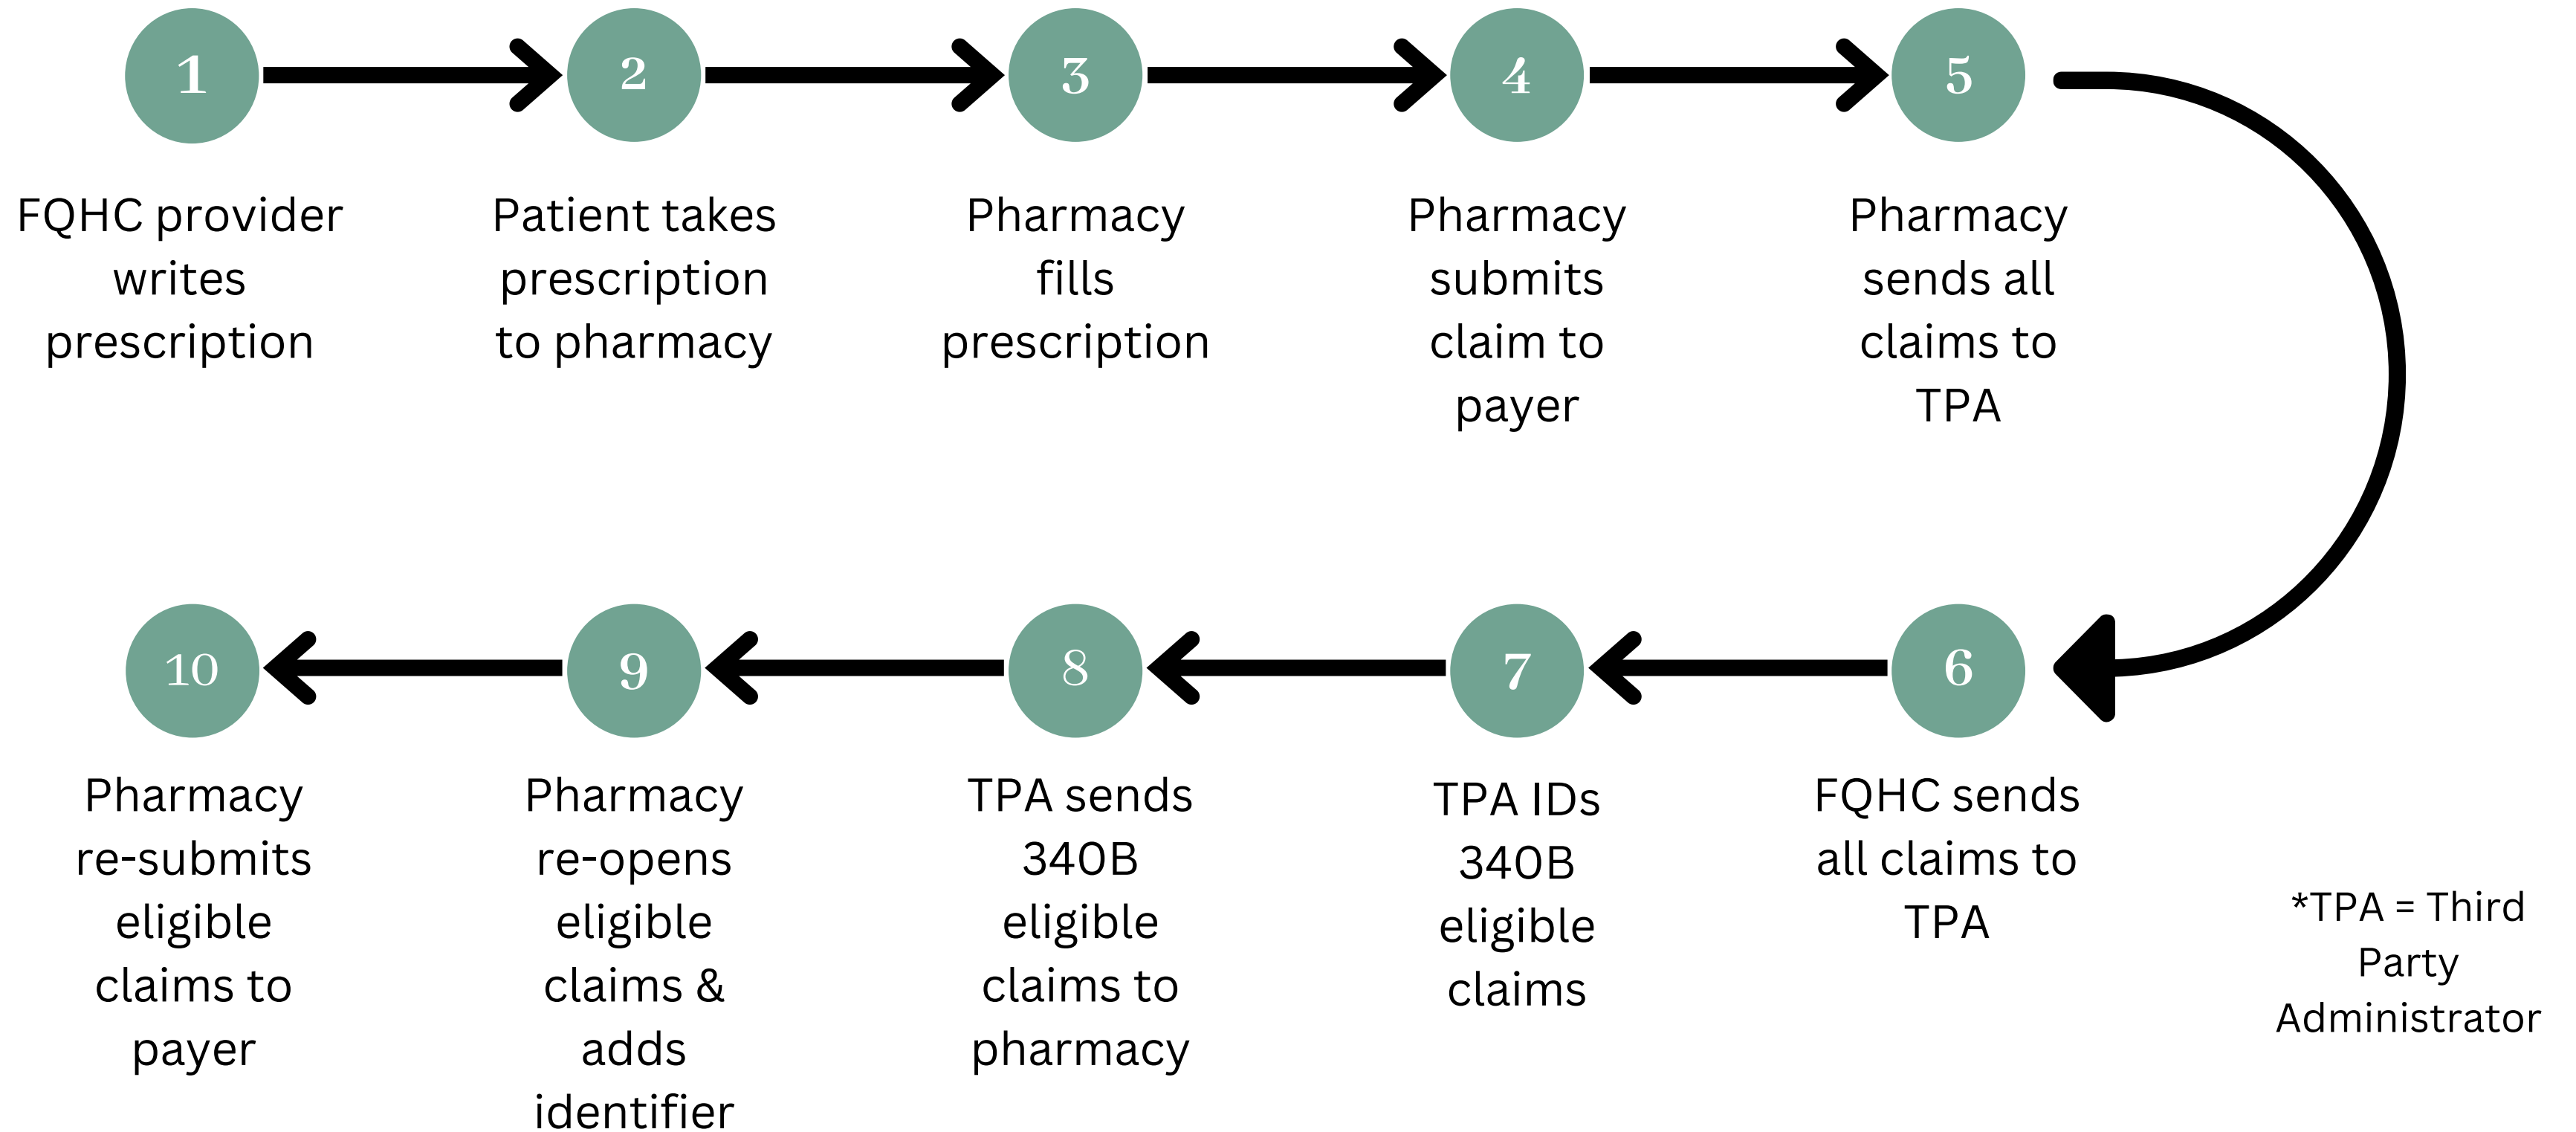 1
FQHC provider
writes
prescription
2
Patient takes
prescription
to pharmacy
3
Pharmacy
fills
prescription
4
Pharmacy
submits
claim to
payer
5
Pharmacy
sends all
claims to
TPA
6
FQHC sends
all claims to
TPA
7
TPA IDs
340B
eligible
claims
8
TPA sends
340B
eligible
claims to
pharmacy
9
Pharmacy
re-opens
eligible
claims &
adds
identifier
10
Pharmacy
re-submits
eligible
claims to
payer
*TPA = Third
Party
Administrator